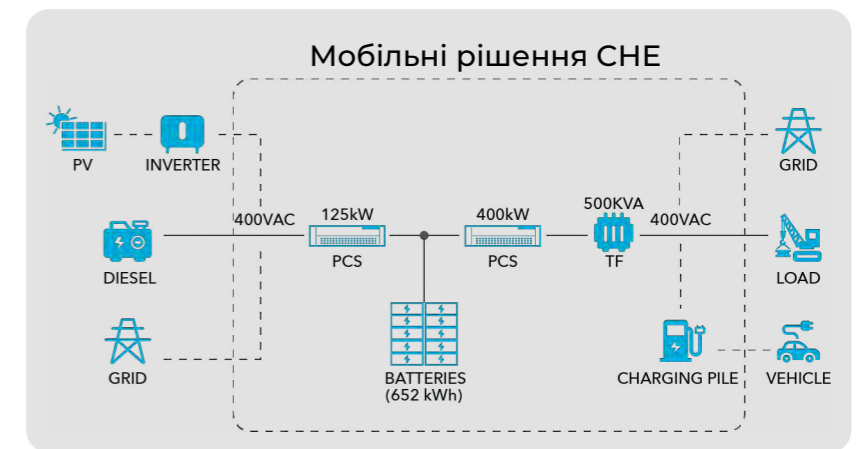 Мобільні рішення СНЕ
PV
INVERTER
GRID
400VAC
125kW
400kW
500KVA
400VAC
DIESEL
PCS
PCS
TF
LOAD
GRID
BATTERIES
(652 kWh)
CHARGING PILE
VEHICLE